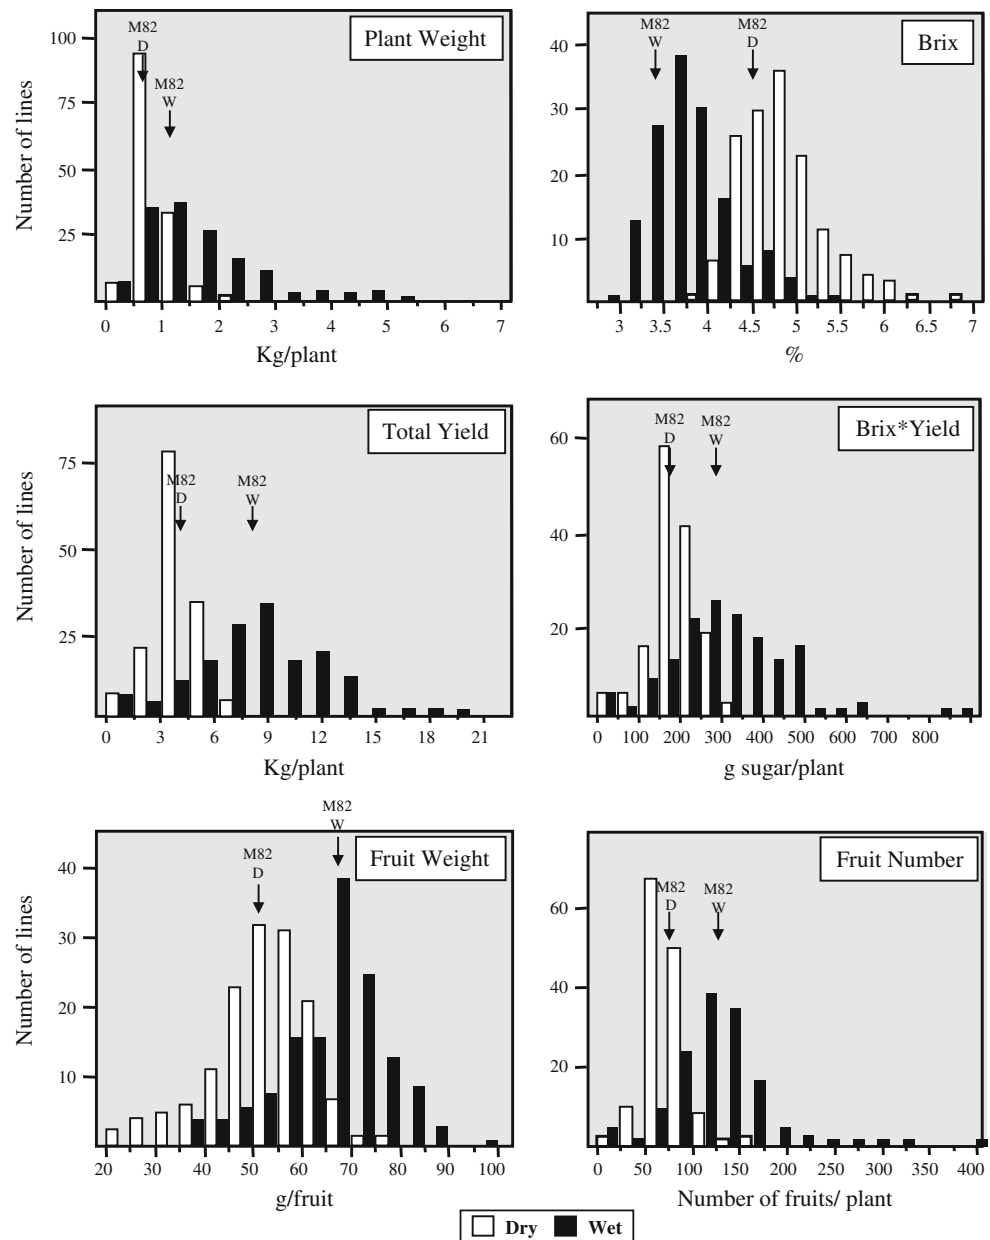 Plant Weight
M82
D
M82
W
Number of lines
100
75
50
25
0 1 2 3 4 5 6 7
Kg/plant
Brix
M82
W
M82
D
40
30
20
10
3 3.5 4 4.5 5 5.5 6 6.5 7
%
Total Yield
M82
D
M82
W
Number of lines
75
50
25
0 3 6 9 12 15 18 21
Kg/plant
Brix*Yield
M82
D
M82
W
60
40
20
0 100 200 300 400 500 600 700 800
g sugar/plant
Fruit Weight
M82
D
M82
W
Number of lines
40
30
20
10
20 30 40 50 60 70 80 90 100
g/fruit
Fruit Number
M82
D
M82
W
60
40
20
0 50 100 150 200 250 300 350 400
Number of fruits/ plant
Dry Wet